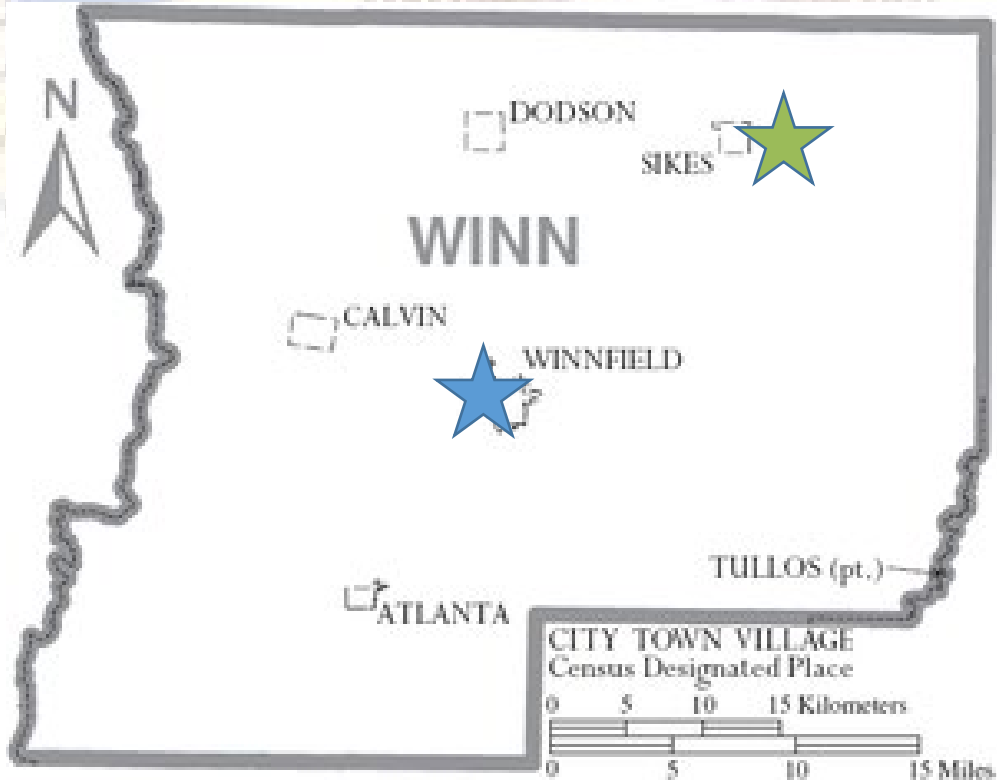 N
DODSON
SIKES
WINN
CALVIN
WINNFIELD
TULLOS (pt.)
ATLANTA
CITY TOWN VILLAGE
Census Designated Place
0 5 10 15 Kilometers
0 5 10 15 Miles